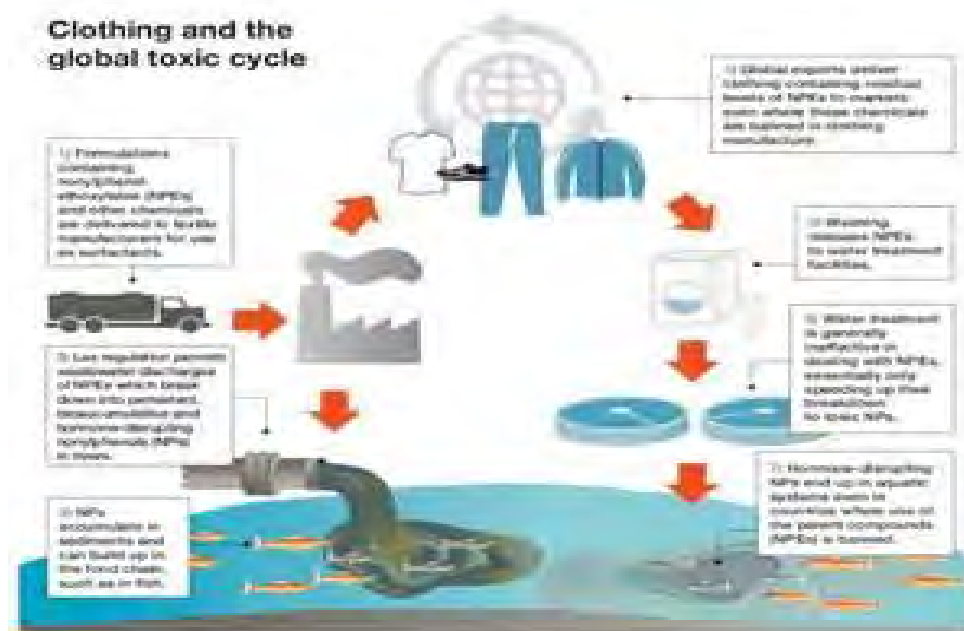 Clothing and the
global toxic cycle
1) Formulations
containing
nonylphenol
ethoxylates (NPEs)
and other chemicals
are delivered to textile
manufacturers for use
as surfactants.
2) Lax regulation permits
wastewater discharges
of NPEs which break
down into persistent,
bioaccumulative and
hormone-disrupting
nonylphenols (NPs)
in rivers.
3) NPs
accumulate in
sediments and
can build up in
the food chain
such as in fish.
Global exports deliver
clothing containing residual
levels of NPEs to markets
even where these chemicals
are banned in clothing
manufacture.
Washing
releases NPEs
to water treatment
facilities.
Water treatment
is generally
ineffective in
dealing with NPEs,
essentially only
speeding up their
breakdown
to toxic NPs.
7) Hormone-disrupting
NPs end up in aquatic
systems even in
countries where use of
the parent compounds
(NPEs) is banned.